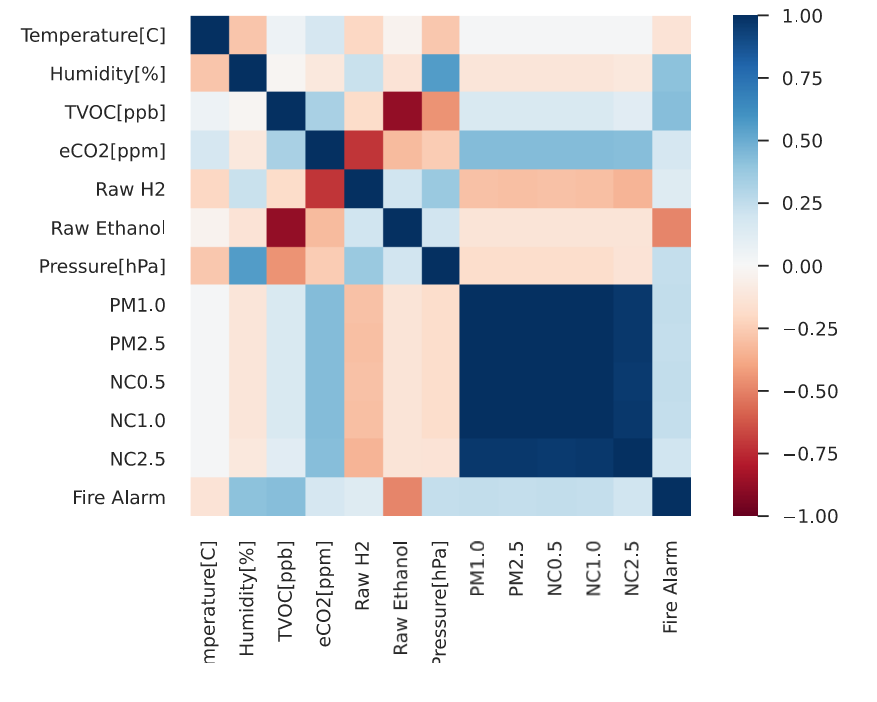 Temperature[C]
Humidity[%]
TVOC[ppb]
eCO2[ppm]
Raw H2
Raw Ethanol
Pressure[hPa]
PM1.0
PM2.5
NC0.5
NC1.0
NC2.5
Fire Alarm
mperature[C]
Humidity[%]
TVOC[ppb]
eCO2[ppm]
Raw H2
Raw Ethanol
Pressure[hPa]
PM1.0
PM2.5
NC0.5
NC1.0
NC2.5
Fire Alarm
1.00
0.75
0.50
0.25
0.00
−0.25
−0.50
−0.75
−1.00